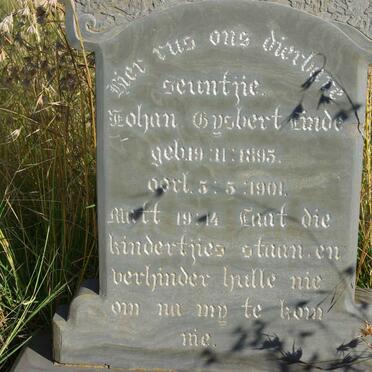 Hier rus ons dierbare
seuntjie.
Johan Gysbert Linde
geb.19:11:1895.
oorl. 5:5:1901.
Matt 19:14 Laat die
kindertjies staan, en
verhinder hulle nie
om na my te kom
nie.